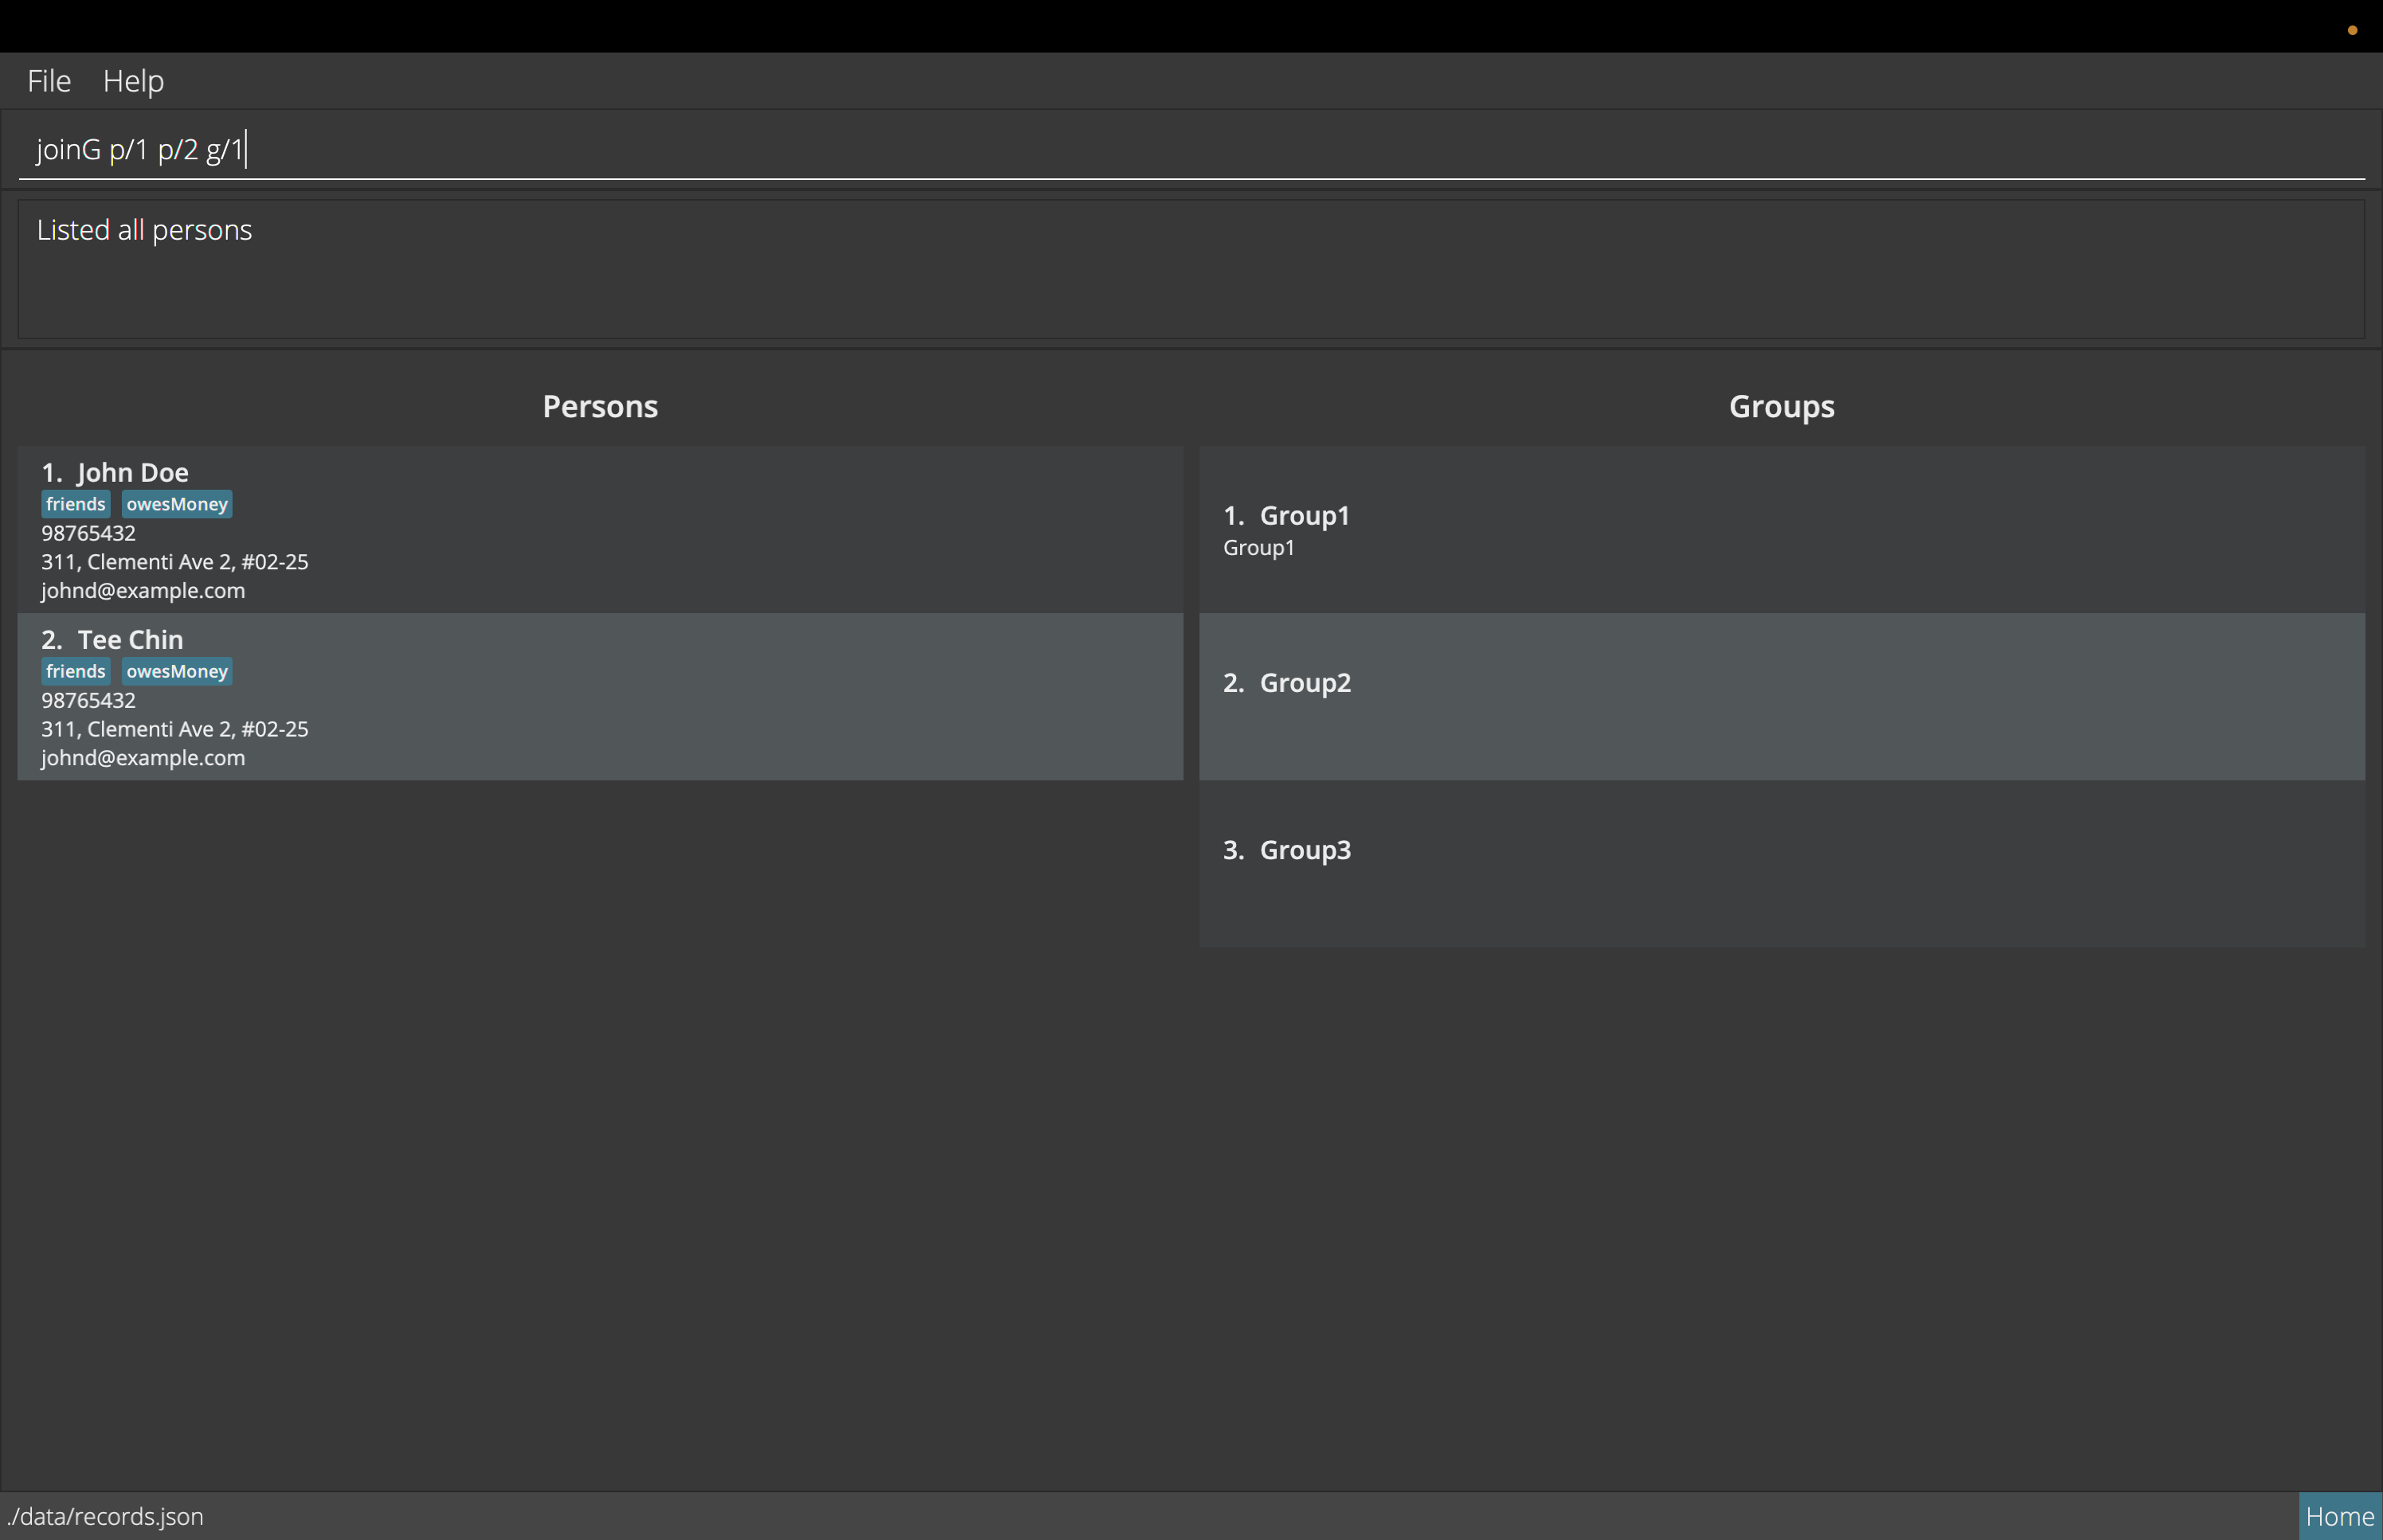 File Help
joinG p/1 p/2 g/1
Listed all persons
Persons
1. John Doe
friends owesMoney
98765432
311, Clementi Ave 2, #02-25
johnd@example.com
2. Tee Chin
friends owesMoney
98765432
311, Clementi Ave 2, #02-25
johnd@example.com
Groups
1. Group1
Group1
2. Group2
3. Group3
./data/records.json
Home